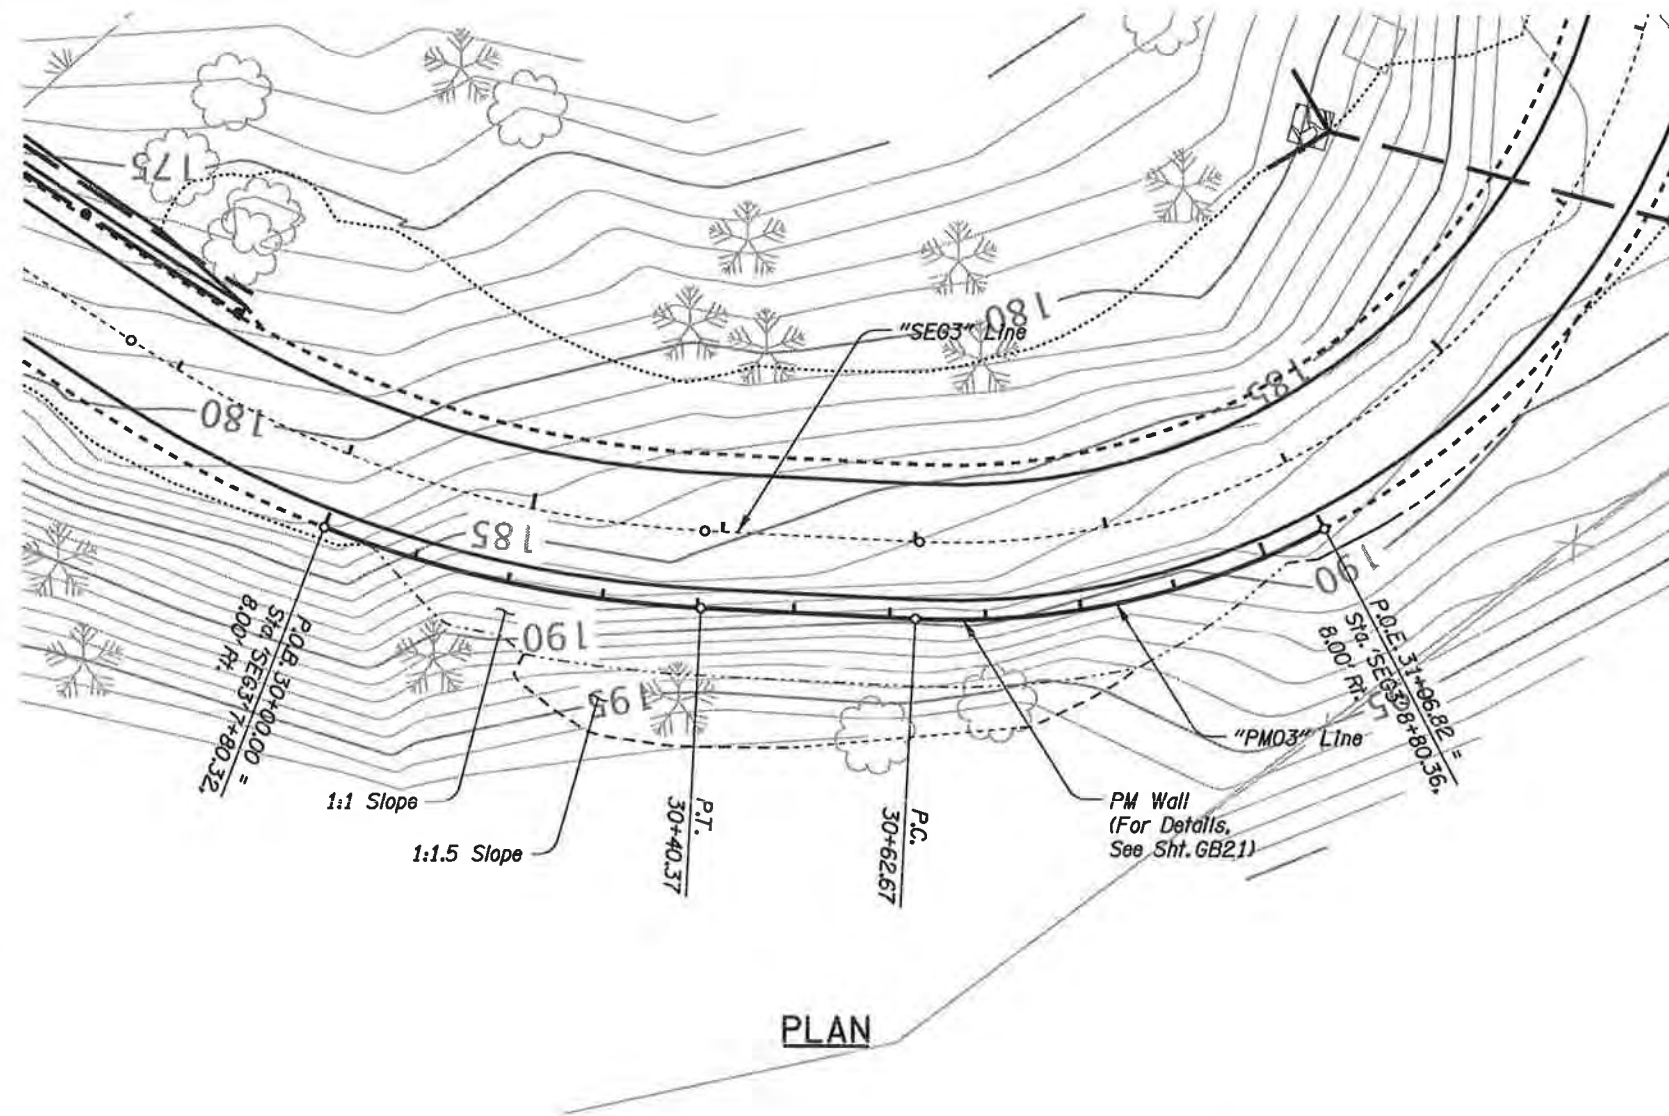 175
180
"SEG3" Line
180
185
185
190
190
195
P.O.B. 30+00.00 =
Sta. "SEG3" 7+80.32,
8.00' Rt.
P.O.E. 31+06.82 =
Sta. "SEG3" 8+80.36,
8.00' Rt.
"PM03" Line
1:1 Slope
1:1.5 Slope
P.T.
30+40.37
P.C.
30+62.67
PM Wall
(For Details,
See Sht. GB21)
PLAN